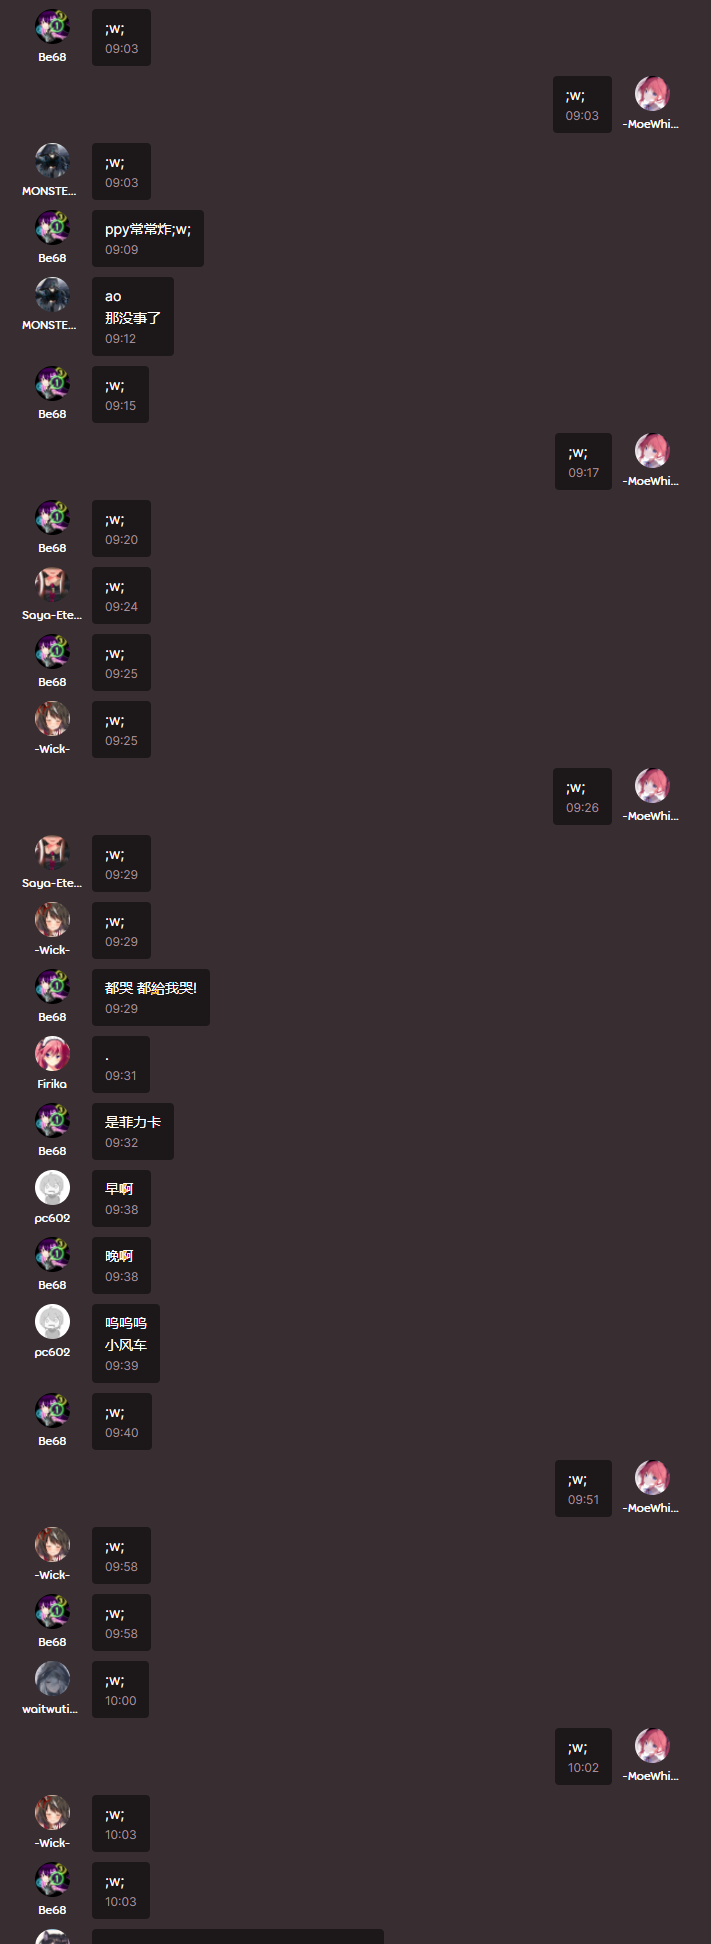 ;w;
09:03
Be68
;w;
09:03
-MoeWhi...
;w;
09:03
MONSTE...
ppy常常炸;w;
09:09
Be68
ao
那没事了
09:12
MONSTE...
;w;
09:15
Be68
;w;
09:17
-MoeWhi...
;w;
09:20
Be68
;w;
09:24
Saya-Ete...
;w;
09:25
Be68
;w;
09:25
-Wick-
;w;
09:26
-MoeWhi...
;w;
09:29
Saya-Ete...
;w;
09:29
-Wick-
都哭 都給我哭!
09:29
Be68
.
09:31
Firika
是菲力卡
09:32
Be68
早啊
09:38
pc602
晚啊
09:38
Be68
呜呜呜
小风车
09:39
pc602
;w;
09:40
Be68
;w;
09:51
-MoeWhi...
;w;
09:58
-Wick-
;w;
09:58
Be68
;w;
10:00
waitwuti...
;w;
10:02
-MoeWhi...
;w;
10:03
-Wick-
;w;
10:03
Be68